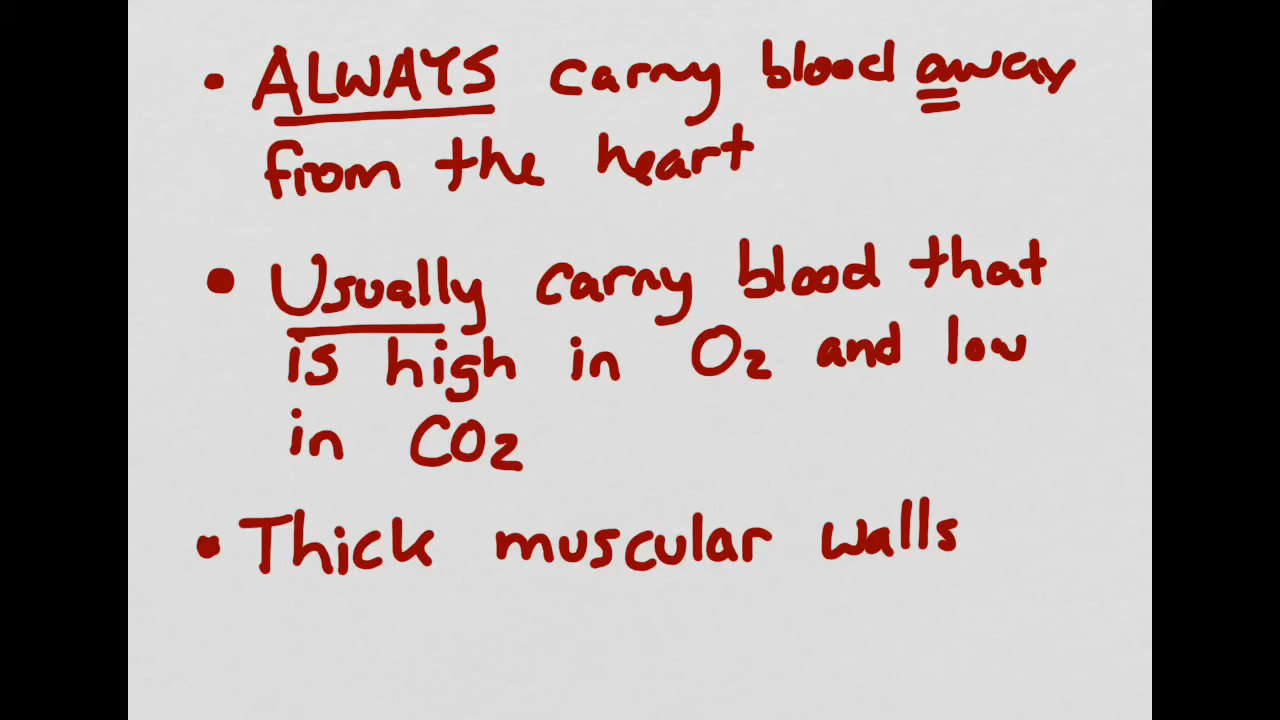 • ALWAYS carry blood away
from the heart
• Usually carry blood that
is high in O2 and low
in CO2
• Thick muscular walls